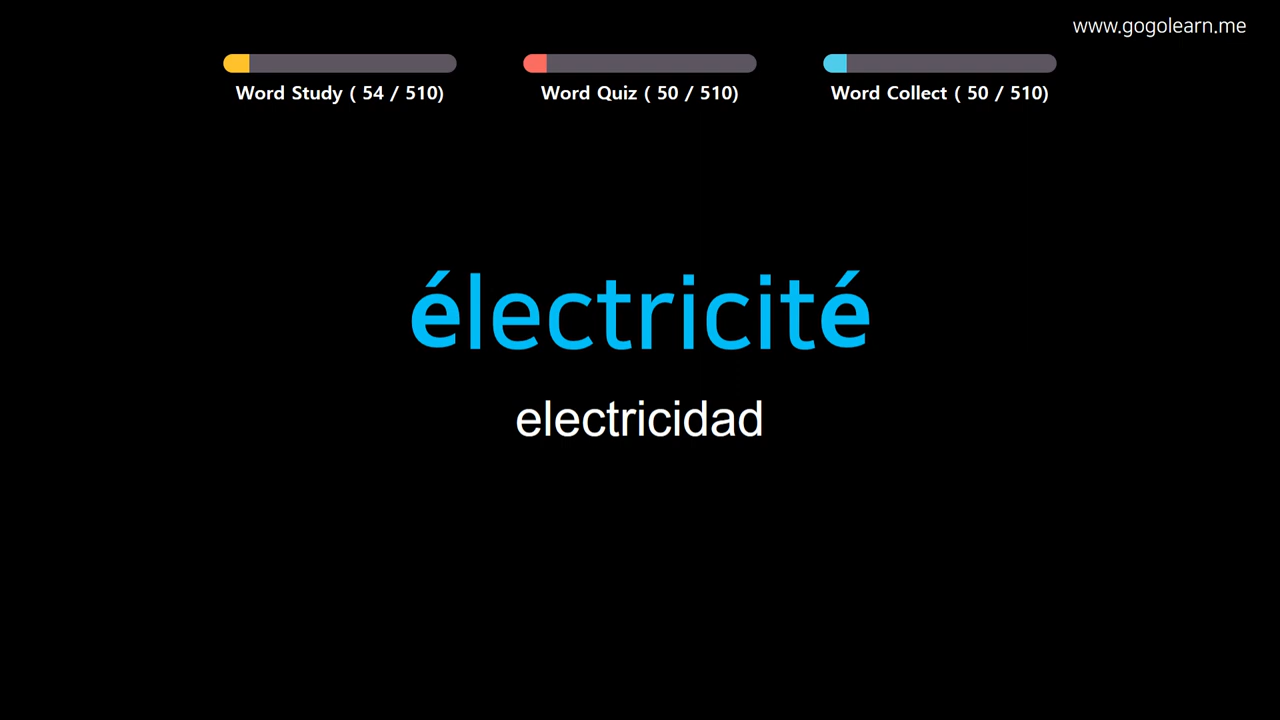 www.gogolearn.me
Word Study ( 54 / 510)
Word Quiz ( 50 / 510)
Word Collect ( 50 / 510)
électricité
electricidad